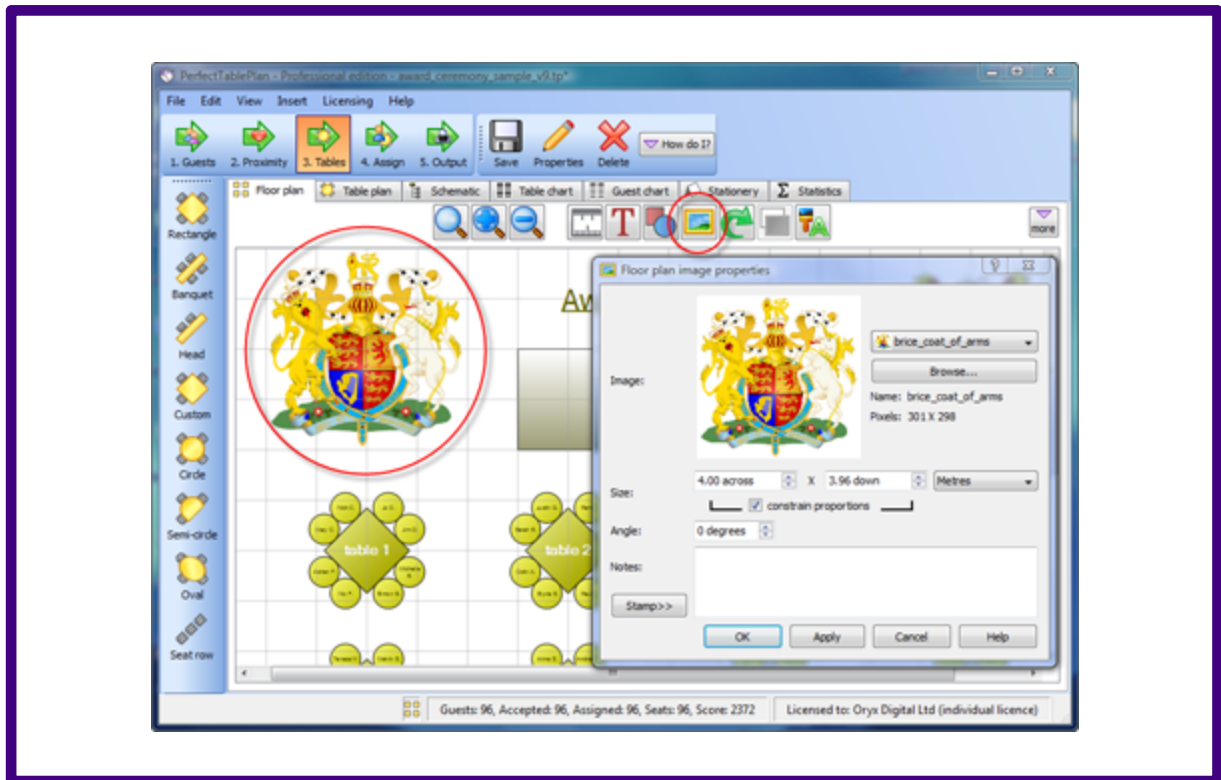 PerfectTablePlan - Professional edition - award_ceremony_sample_v9.tp*
File Edit View Insert Licensing Help
1. Guests 2. Proximity 3. Tables 4. Assign 5. Output Save Properties Delete How do I?
Floor plan Table plan Schematic Table chart Guest chart Stationery Σ Statistics
T A
more
Rectangle
Banquet
Head
Custom
Circle
Semi-circle
Oval
Seat row
Aw
table 1
table 2
Floor plan image properties
Image:
brice_coat_of_arms
Browse...
Name: brice_coat_of_arms
Pixels: 301 X 298
Size: 4.00 across X 3.96 down Metres
constrain proportions
Angle: 0 degrees
Notes:
Stamp>>
OK Apply Cancel Help
Guests: 96, Accepted: 96, Assigned: 96, Seats: 96, Score: 2372 Licensed to: Oryx Digital Ltd (individual licence)